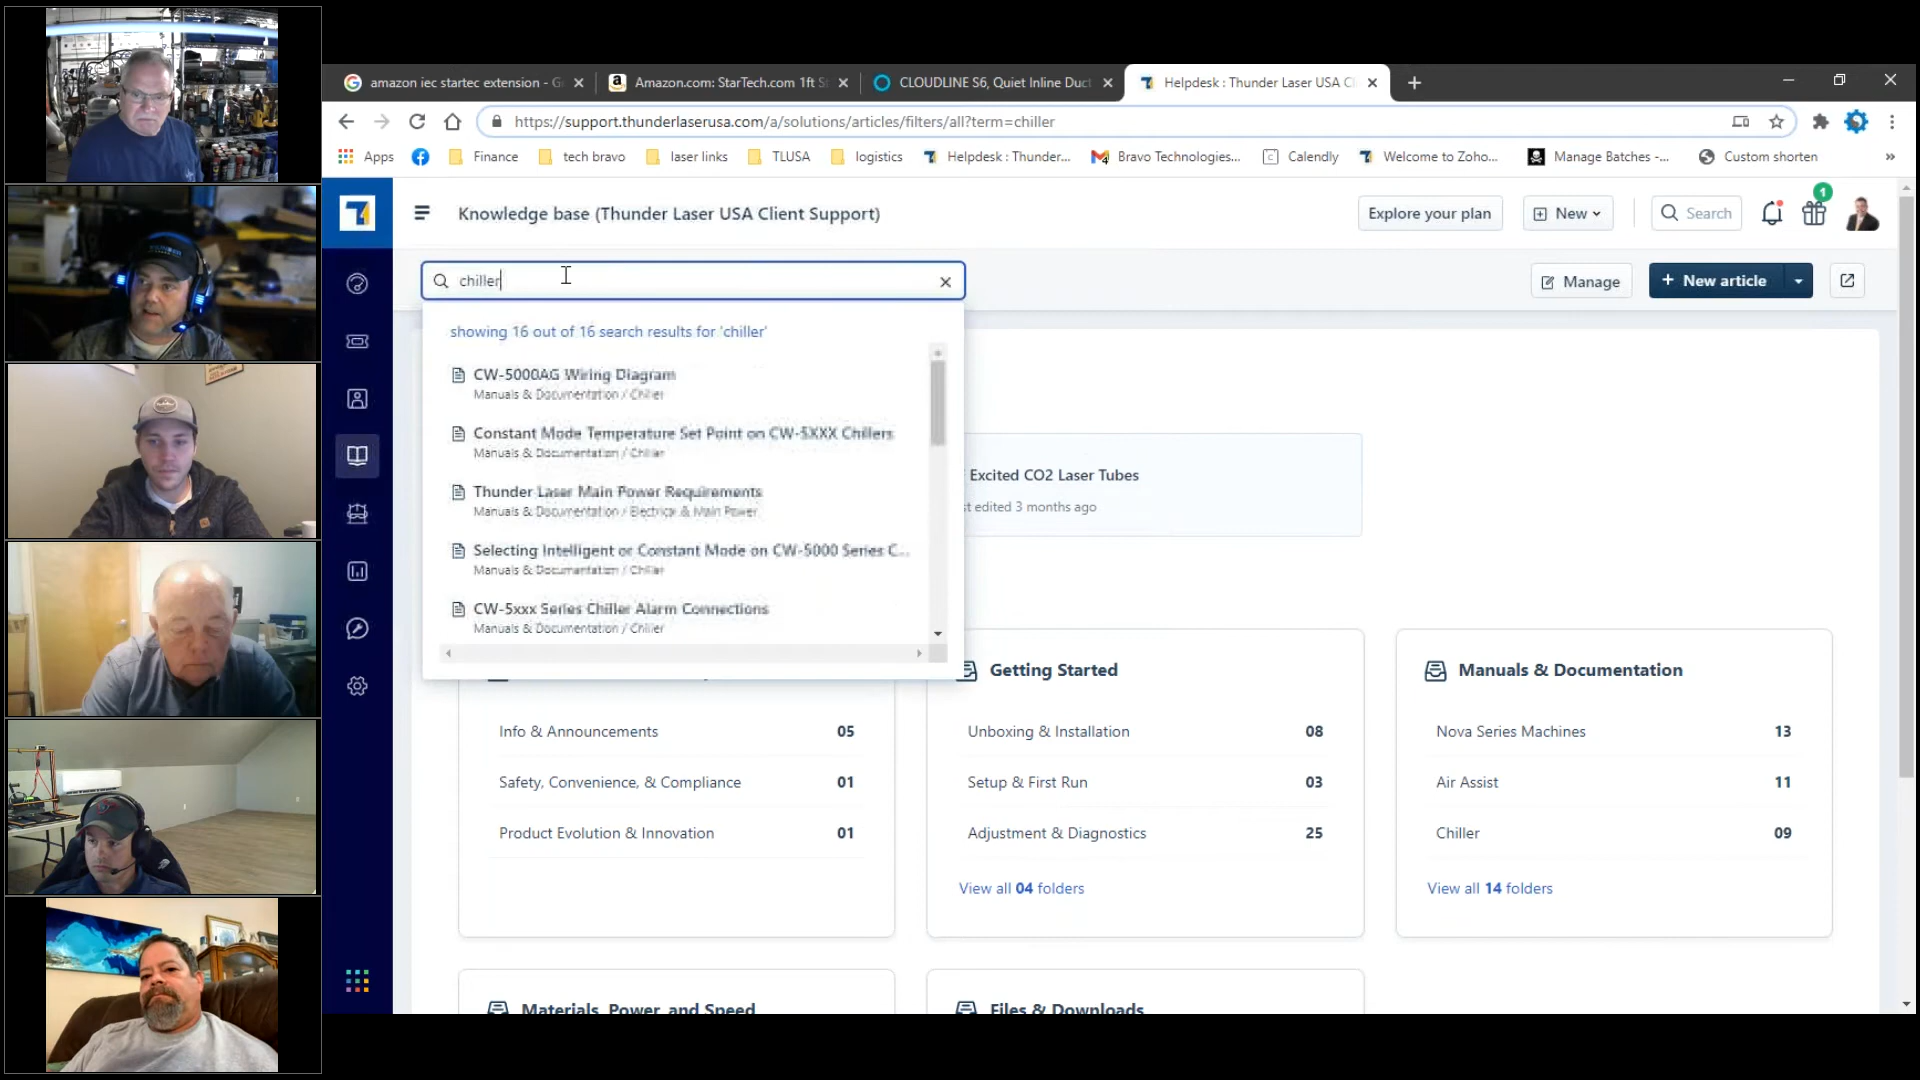 amazon iec startec extension - G
Amazon.com: StarTech.com 1ft S
CLOUDLINE S6, Quiet Inline Duct
Helpdesk : Thunder Laser USA C
https://support.thunderlaserusa.com/a/solutions/articles/filters/all?term=chiller
Apps
Finance
tech bravo
laser links
TLUSA
logistics
Helpdesk : Thunder...
Bravo Technologies...
Calendly
Welcome to Zoho...
Manage Batches -...
Custom shorten
»
Knowledge base (Thunder Laser USA Client Support)
Explore your plan
New
Search
1
chiller
Manage
+ New article
showing 16 out of 16 search results for 'chiller'
CW-5000AG Wiring Diagram
Manuals & Documentation / Chiller
Constant Mode Temperature Set Point on CW-5XXX Chillers
Manuals & Documentation / Chiller
Thunder Laser Main Power Requirements
Manuals & Documentation / Electrical & Main Power
Selecting Intelligent or Constant Mode on CW-5000 Series C...
Manuals & Documentation / Chiller
CW-5xxx Series Chiller Alarm Connections
Manuals & Documentation / Chiller
Excited CO2 Laser Tubes
t edited 3 months ago
Info & Announcements 05
Safety, Convenience, & Compliance 01
Product Evolution & Innovation 01
Getting Started
Unboxing & Installation 08
Setup & First Run 03
Adjustment & Diagnostics 25
View all 04 folders
Manuals & Documentation
Nova Series Machines 13
Air Assist 11
Chiller 09
View all 14 folders
Materials, Power, and Speed
Files & Downloads